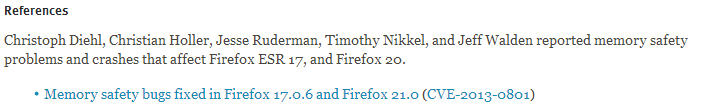 References
Christoph Diehl, Christian Holler, Jesse Ruderman, Timothy Nikkel, and Jeff Walden reported memory safety
problems and crashes that affect Firefox ESR 17, and Firefox 20.
• Memory safety bugs fixed in Firefox 17.0.6 and Firefox 21.0 (CVE-2013-0801)